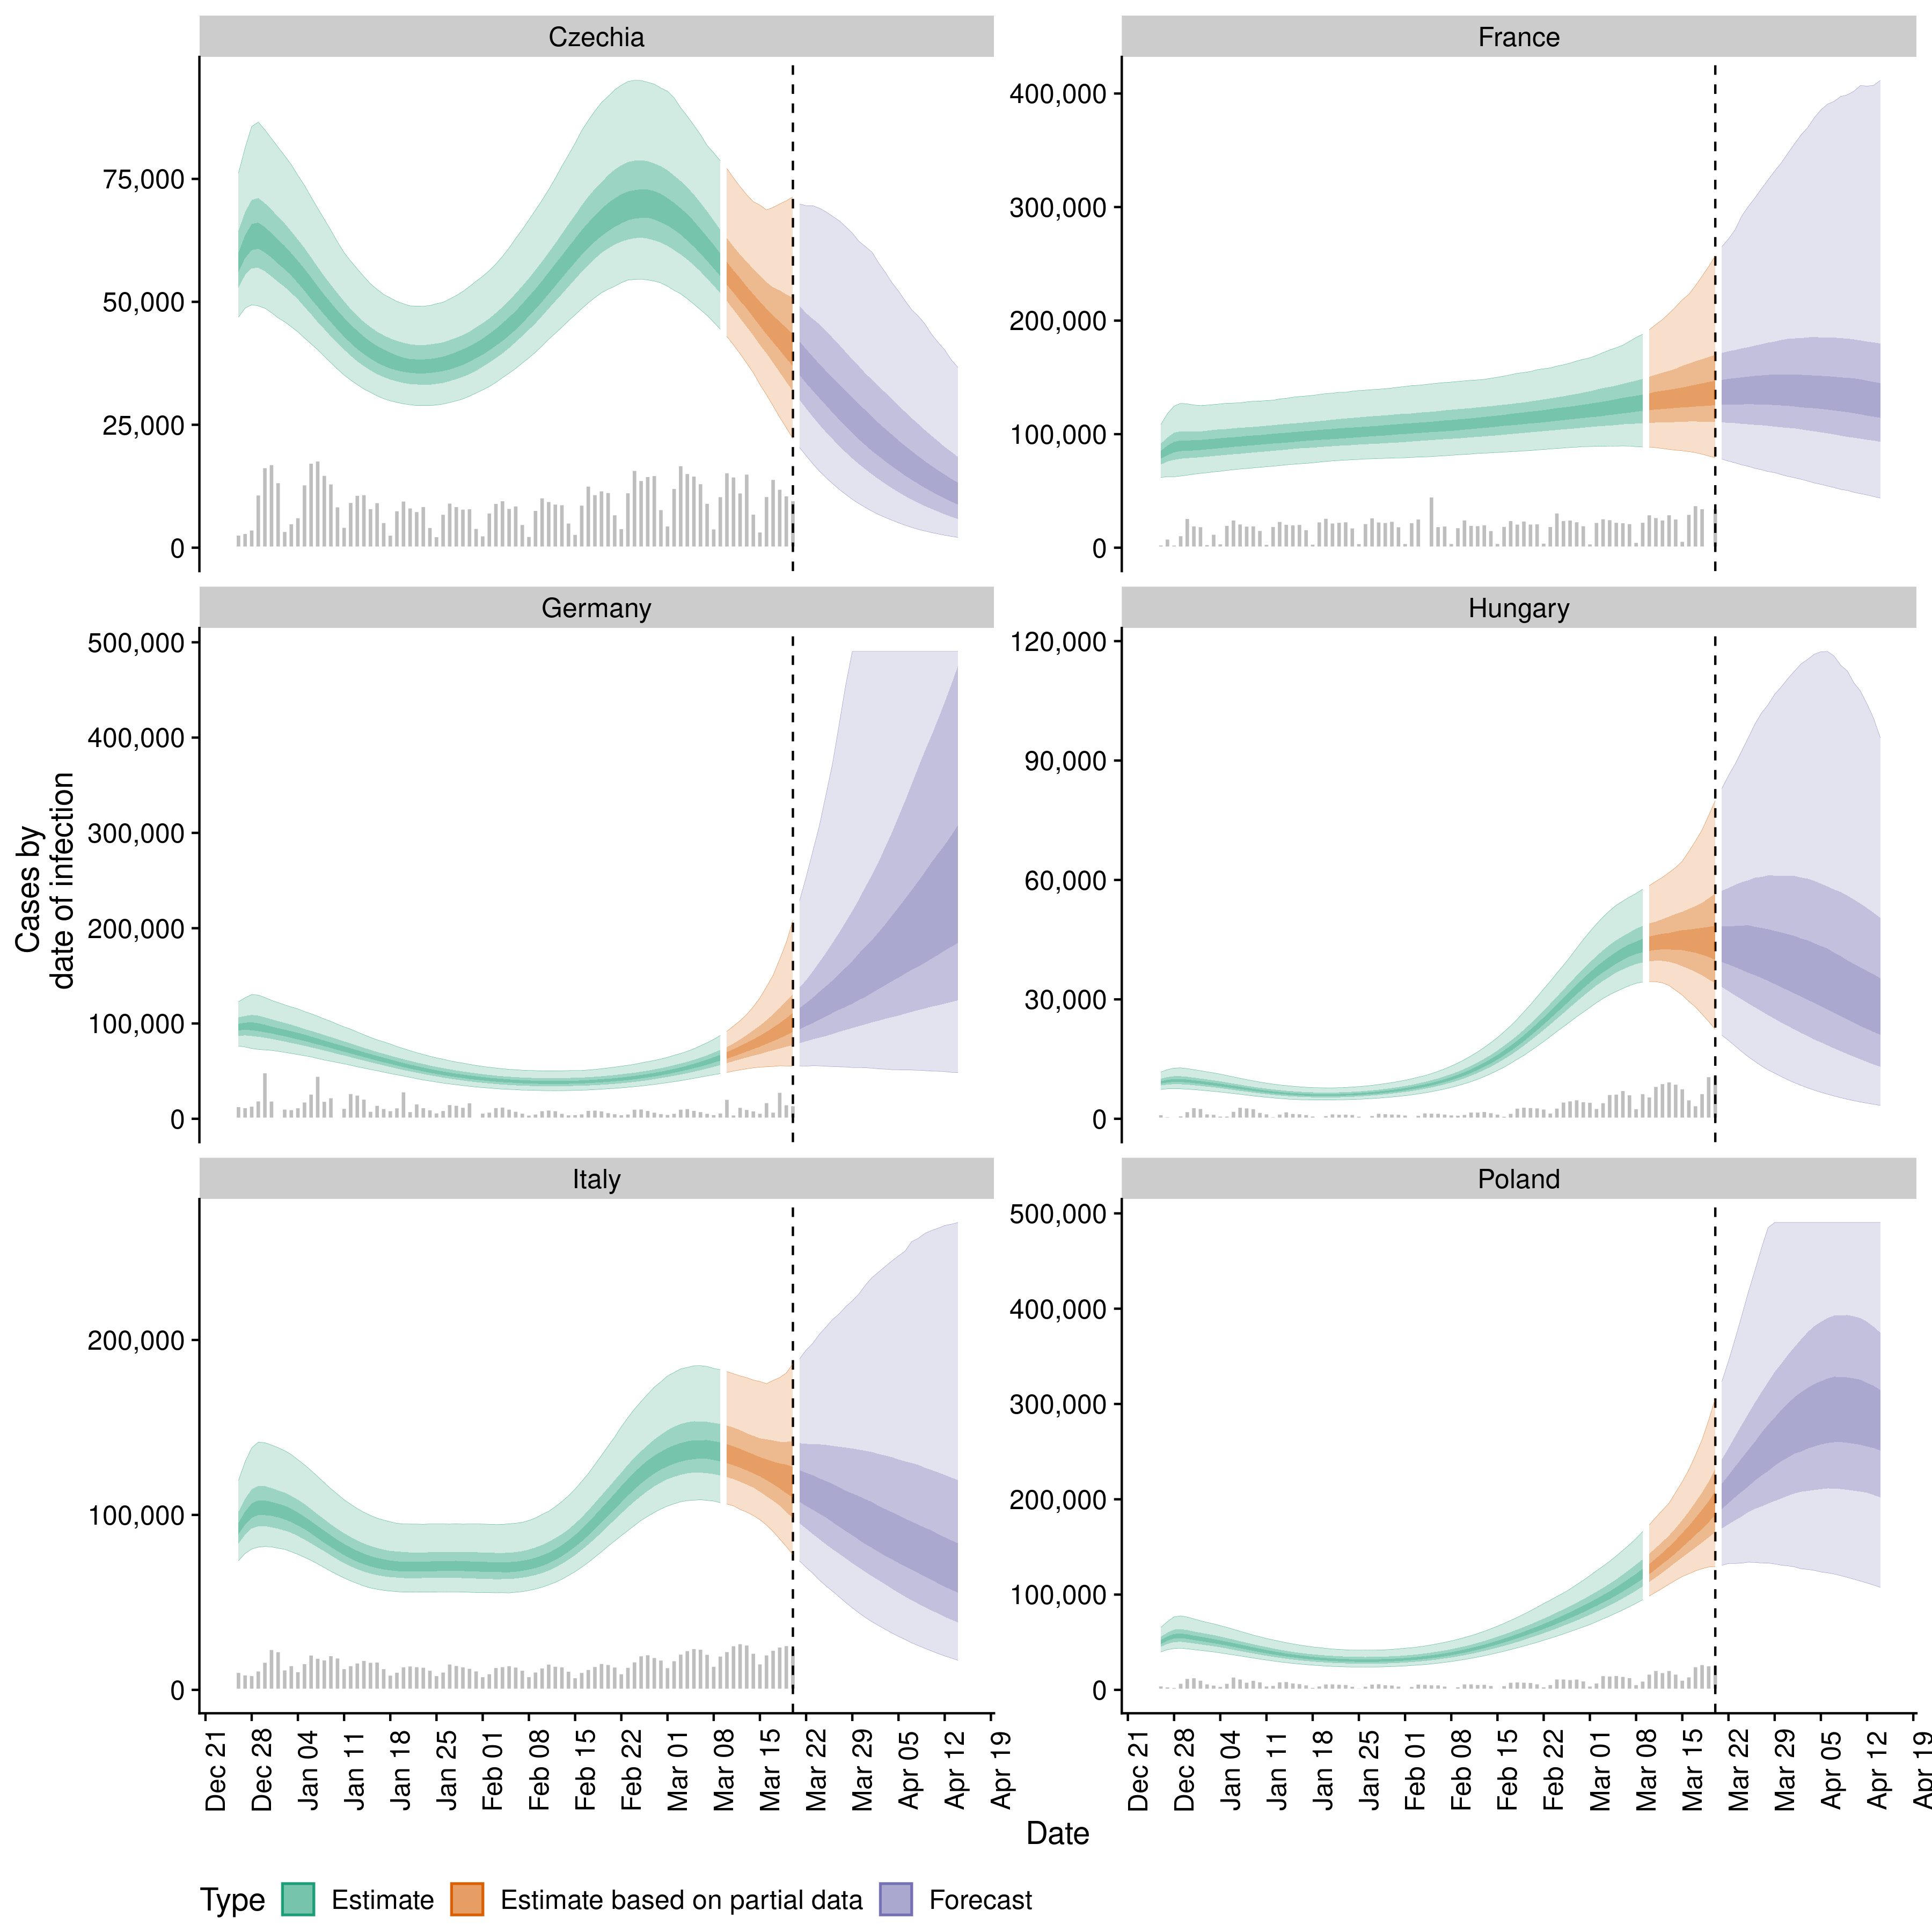 Czechia
France
75,000
50,000
25,000
0
400,000
300,000
200,000
100,000
0
Germany
Hungary
500,000
400,000
300,000
200,000
100,000
0
120,000
90,000
60,000
30,000
0
Cases by
date of infection
Italy
Poland
200,000
100,000
0
500,000
400,000
300,000
200,000
100,000
0
Dec 21
Dec 28
Jan 04
Jan 11
Jan 18
Jan 25
Feb 01
Feb 08
Feb 15
Feb 22
Mar 01
Mar 08
Mar 15
Mar 22
Mar 29
Apr 05
Apr 12
Apr 19
Dec 21
Dec 28
Jan 04
Jan 11
Jan 18
Jan 25
Feb 01
Feb 08
Feb 15
Feb 22
Mar 01
Mar 08
Mar 15
Mar 22
Mar 29
Apr 05
Apr 12
Apr 19
Date
Type Estimate Estimate based on partial data Forecast